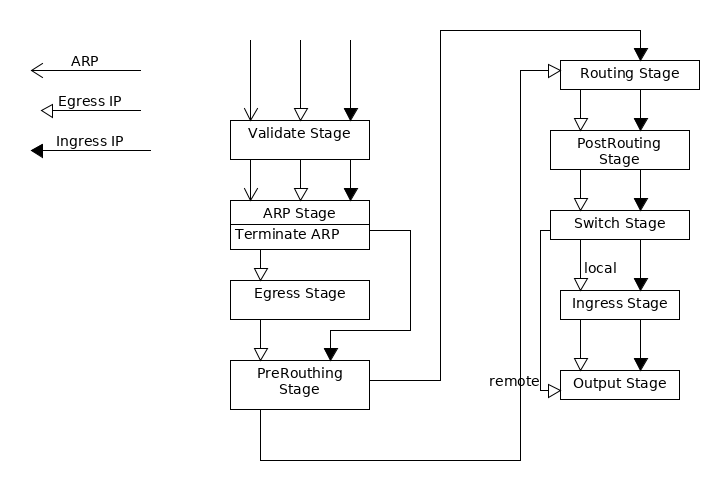 ARP
Egress IP
Ingress IP
Validate Stage
ARP Stage
Terminate ARP
Egress Stage
PreRouthing
Stage
Routing Stage
PostRouting
Stage
Switch Stage
local
Ingress Stage
remote
Output Stage